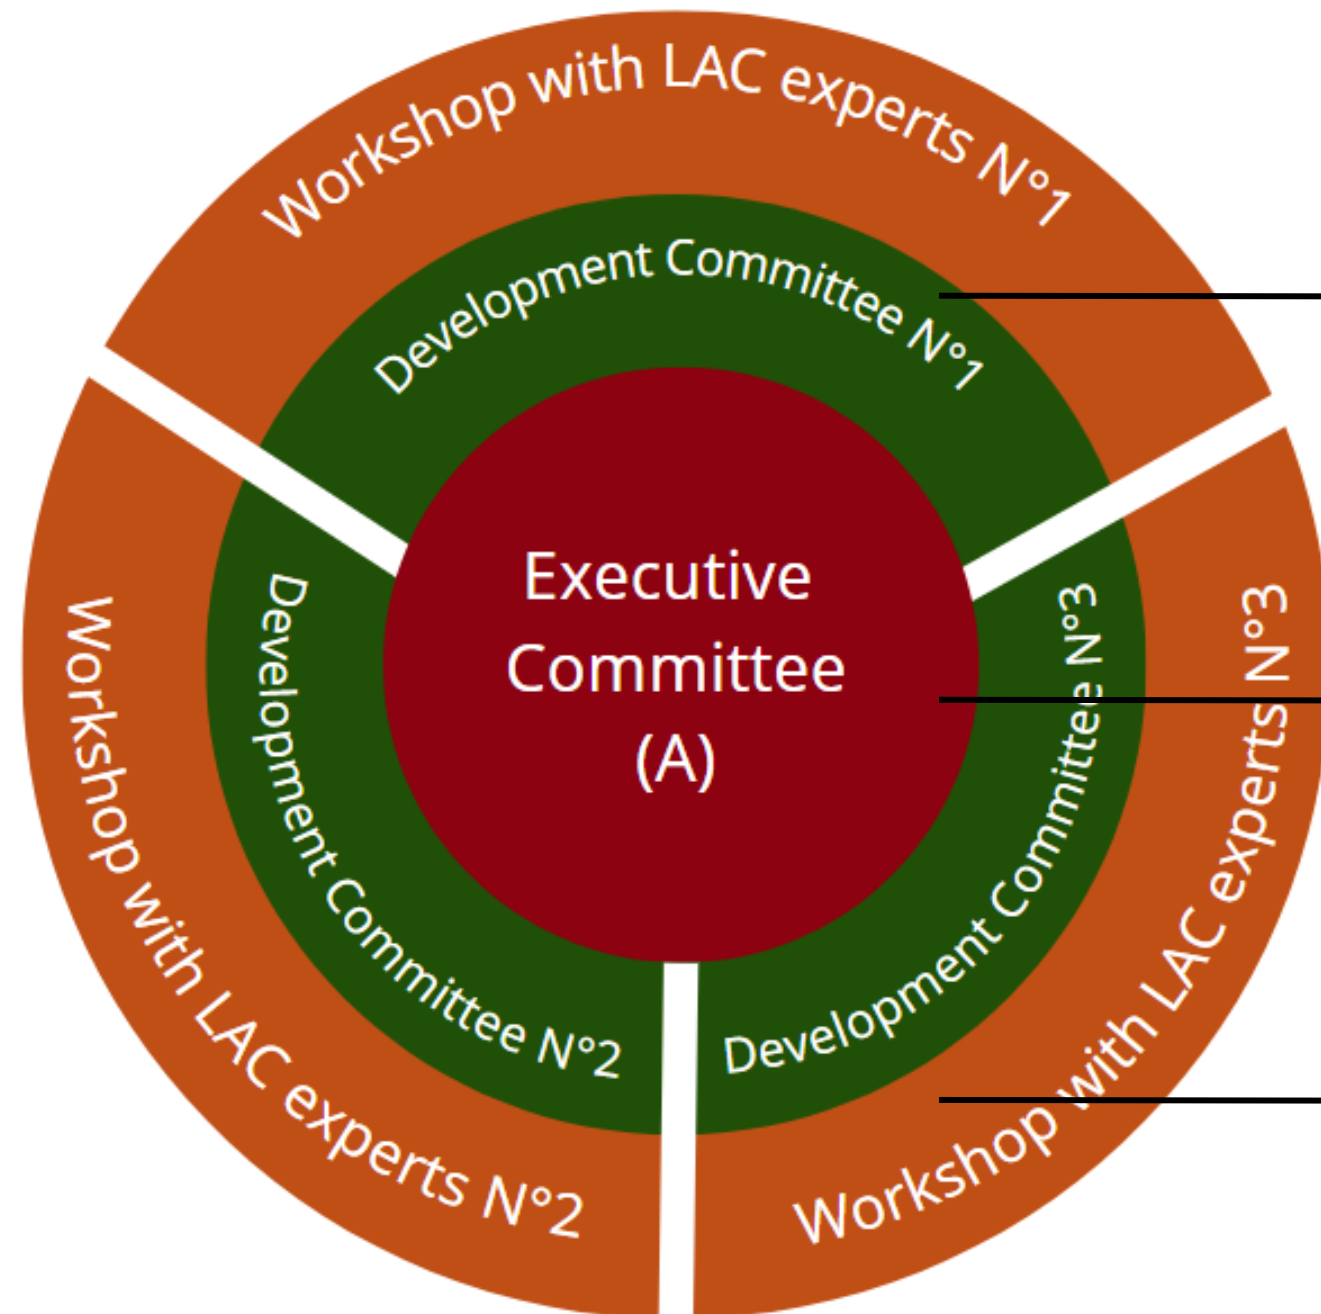 Workshop with LAC experts N°1
Development Committee N°1
Executive
Committee
(A)
Development Committee N°2
Workshop with LAC experts N°2
Development Committee N°3
Workshop with LAC experts N°3